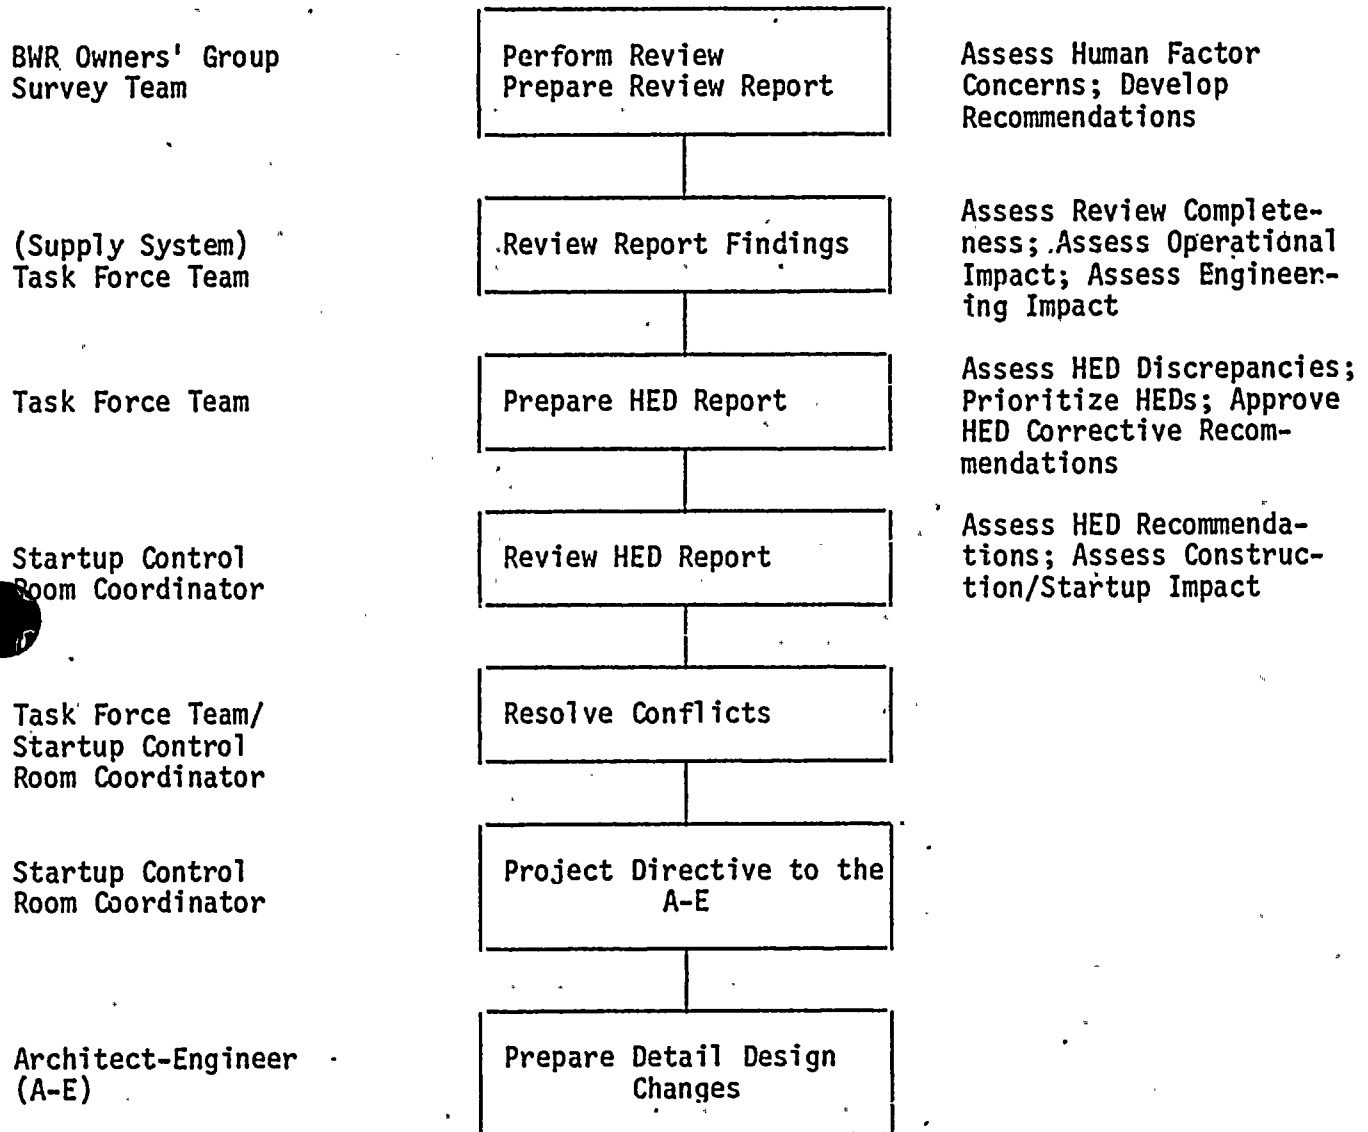 BWR Owners' Group
Survey Team
Perform Review
Prepare Review Report
Assess Human Factor
Concerns; Develop
Recommendations
(Supply System)
Task Force Team
Review Report Findings
Assess Review Complete-
ness; Assess Operational
Impact; Assess Engineer-
ing Impact
Task Force Team
Prepare HED Report
Assess HED Discrepancies;
Prioritize HEDs; Approve
HED Corrective Recom-
mendations
Startup Control
Room Coordinator
Review HED Report
Assess HED Recommenda-
tions; Assess Construc-
tion/Startup Impact
Task Force Team/
Startup Control
Room Coordinator
Resolve Conflicts
Startup Control
Room Coordinator
Project Directive to the
A-E
Architect-Engineer
(A-E)
Prepare Detail Design
Changes